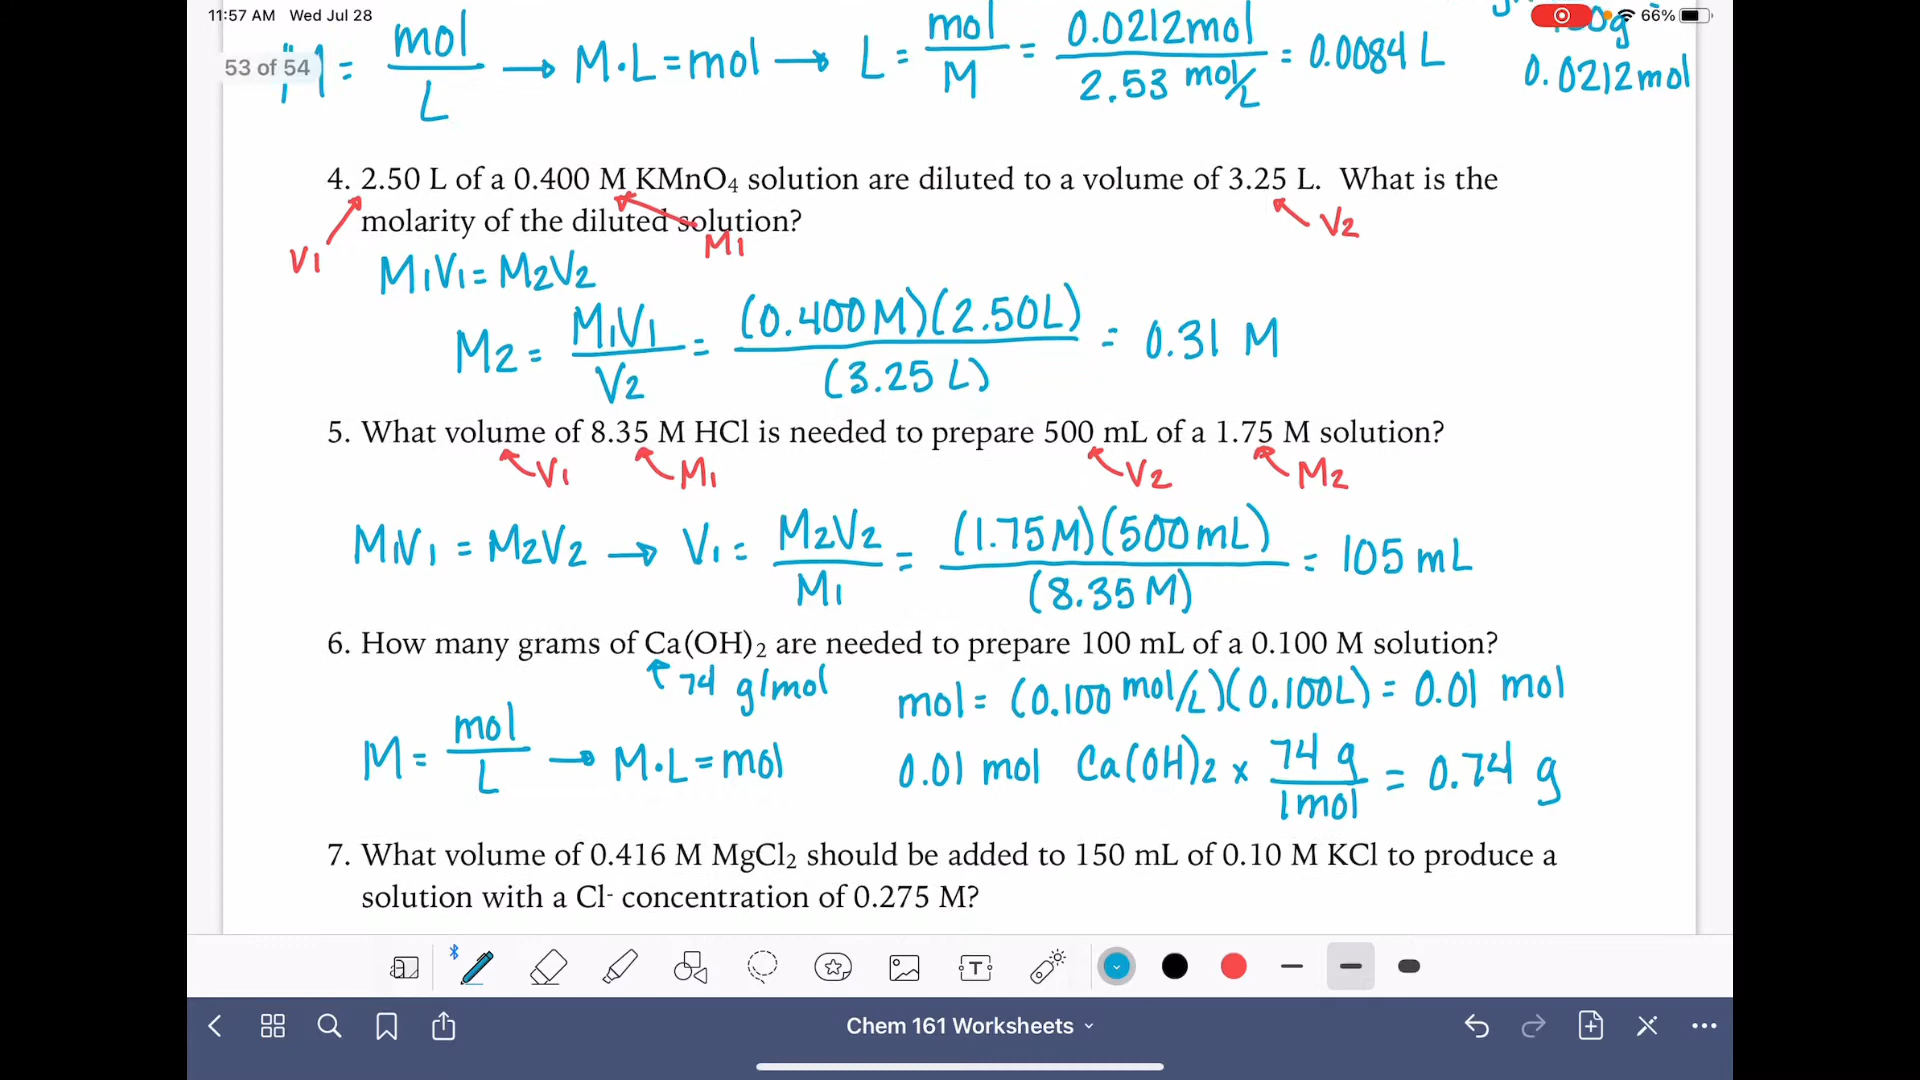 11:57 AM Wed Jul 28
66%
53 of 54
M = mol / L → M·L = mol → L = mol / M = 0.0212 mol / 2.53 mol/L = 0.0084 L
0.0212 mol
4. 2.50 L of a 0.400 M KMnO₄ solution are diluted to a volume of 3.25 L. What is the
molarity of the diluted solution?
V1
M1
V2
M1V1 = M2V2
M2 = M1V1 / V2 = (0.400 M)(2.50 L) / (3.25 L) = 0.31 M
5. What volume of 8.35 M HCl is needed to prepare 500 mL of a 1.75 M solution?
V1
M1
V2
M2
M1V1 = M2V2 → V1 = M2V2 / M1 = (1.75 M)(500 mL) / (8.35 M) = 105 mL
6. How many grams of Ca(OH)₂ are needed to prepare 100 mL of a 0.100 M solution?
74 g/mol
mol = (0.100 mol/L)(0.100 L) = 0.01 mol
M = mol / L → M·L = mol
0.01 mol Ca(OH)2 x 74 g / 1 mol = 0.74 g
7. What volume of 0.416 M MgCl₂ should be added to 150 mL of 0.10 M KCl to produce a
solution with a Cl⁻ concentration of 0.275 M?
Chem 161 Worksheets